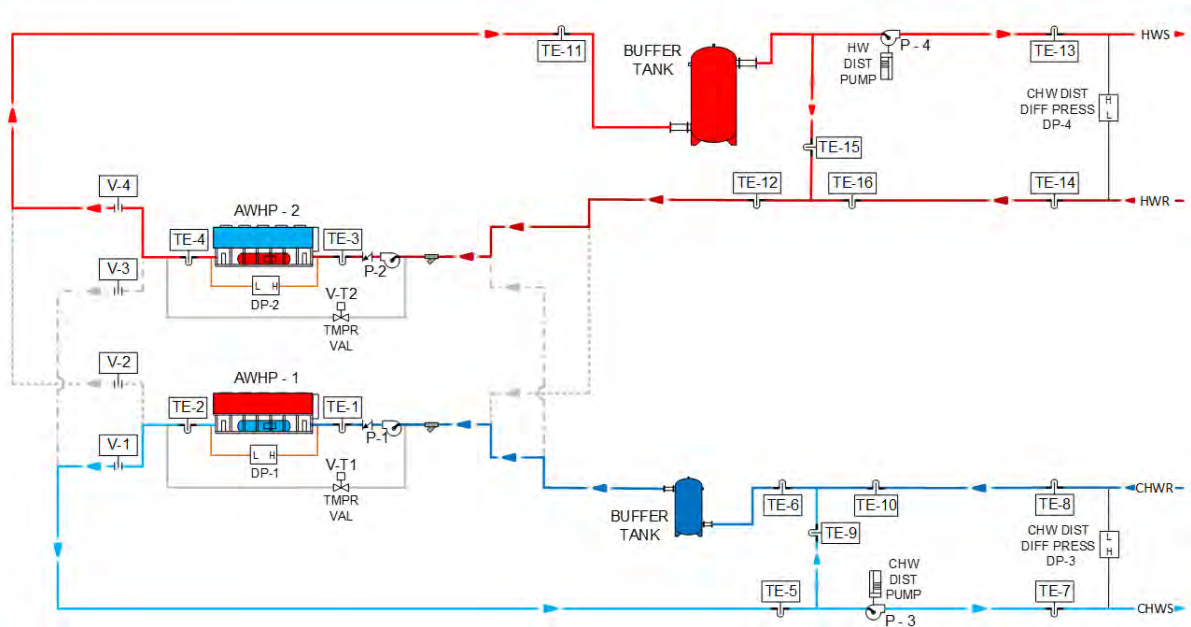 HWS
TE-11
P - 4
TE-13
BUFFER
TANK
HW
DIST
PUMP
CHW DIST
DIFF PRESS
DP-4
H
L
TE-15
V-4
TE-12
TE-16
TE-14
HWR
AWHP - 2
TE-4
TE-3
P-2
V-3
L H
DP-2
V-T2
TMPR
VAL
V-2
AWHP - 1
TE-2
TE-1
P-1
V-1
L H
DP-1
V-T1
TMPR
VAL
BUFFER
TANK
TE-6
TE-10
TE-8
CHWR
TE-9
CHW DIST
DIFF PRESS
DP-3
L
H
CHW
DIST
PUMP
TE-5
P - 3
TE-7
CHWS